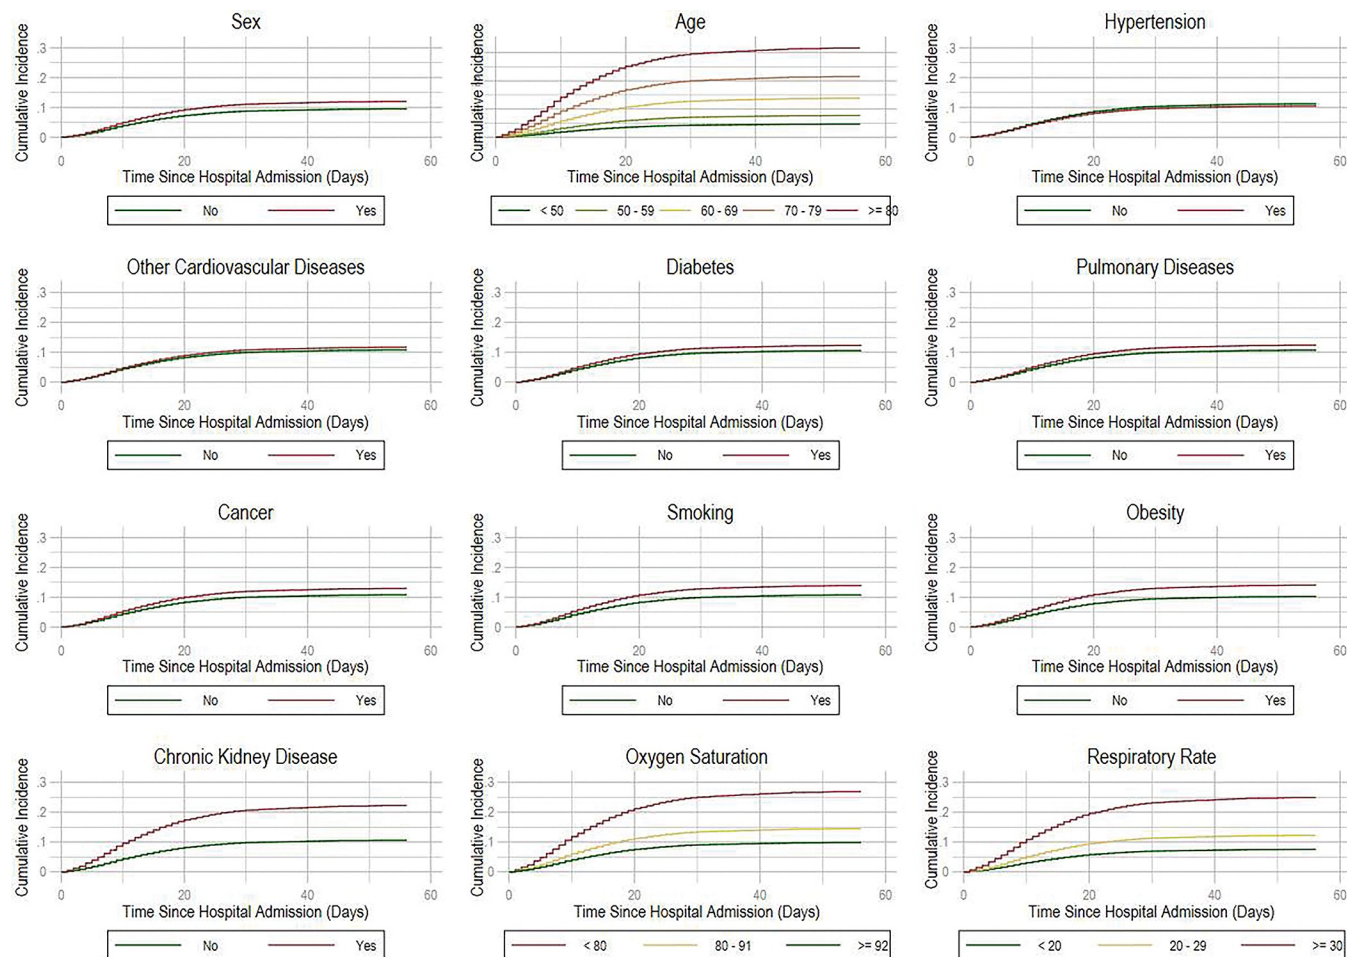 Sex
Cumulative Incidence
.3
.2
.1
0
0 20 40 60
Time Since Hospital Admission (Days)
No Yes
Age
Cumulative Incidence
0 20 40 60
Time Since Hospital Admission (Days)
< 50 50 - 59 60 - 69 70 - 79 >= 80
Hypertension
Cumulative Incidence
.3
.2
.1
0
0 20 40 60
Time Since Hospital Admission (Days)
No Yes
Other Cardiovascular Diseases
Cumulative Incidence
.3
.2
.1
0
0 20 40 60
Time Since Hospital Admission (Days)
No Yes
Diabetes
Cumulative Incidence
.3
.2
.1
0
0 20 40 60
Time Since Hospital Admission (Days)
No Yes
Pulmonary Diseases
Cumulative Incidence
.3
.2
.1
0
0 20 40 60
Time Since Hospital Admission (Days)
No Yes
Cancer
Cumulative Incidence
.3
.2
.1
0
0 20 40 60
Time Since Hospital Admission (Days)
No Yes
Smoking
Cumulative Incidence
.3
.2
.1
0
0 20 40 60
Time Since Hospital Admission (Days)
No Yes
Obesity
Cumulative Incidence
.3
.2
.1
0
0 20 40 60
Time Since Hospital Admission (Days)
No Yes
Chronic Kidney Disease
Cumulative Incidence
.3
.2
.1
0
0 20 40 60
Time Since Hospital Admission (Days)
No Yes
Oxygen Saturation
Cumulative Incidence
.3
.2
.1
0
0 20 40 60
Time Since Hospital Admission (Days)
< 80 80 - 91 >= 92
Respiratory Rate
Cumulative Incidence
.3
.2
.1
0
0 20 40 60
Time Since Hospital Admission (Days)
< 20 20 - 29 >= 30